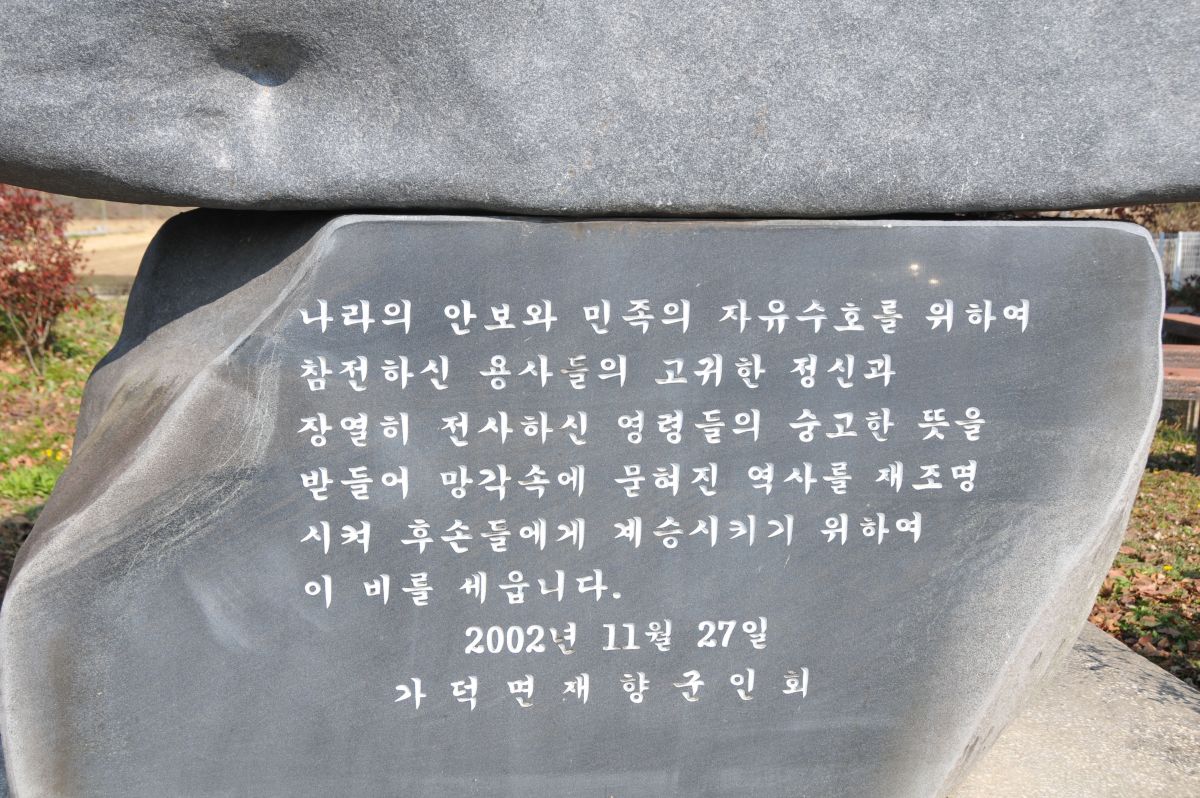 나라의 안보와 민족의 자유수호를 위하여
참전하신 용사들의 고귀한 정신과
장열히 전사하신 영령들의 숭고한 뜻을
받들어 망각속에 묻혀진 역사를 재조명
시켜 후손들에게 계승시키기 위하여
이 비를 세웁니다.
2002년 11월 27일
가덕면재향군인회